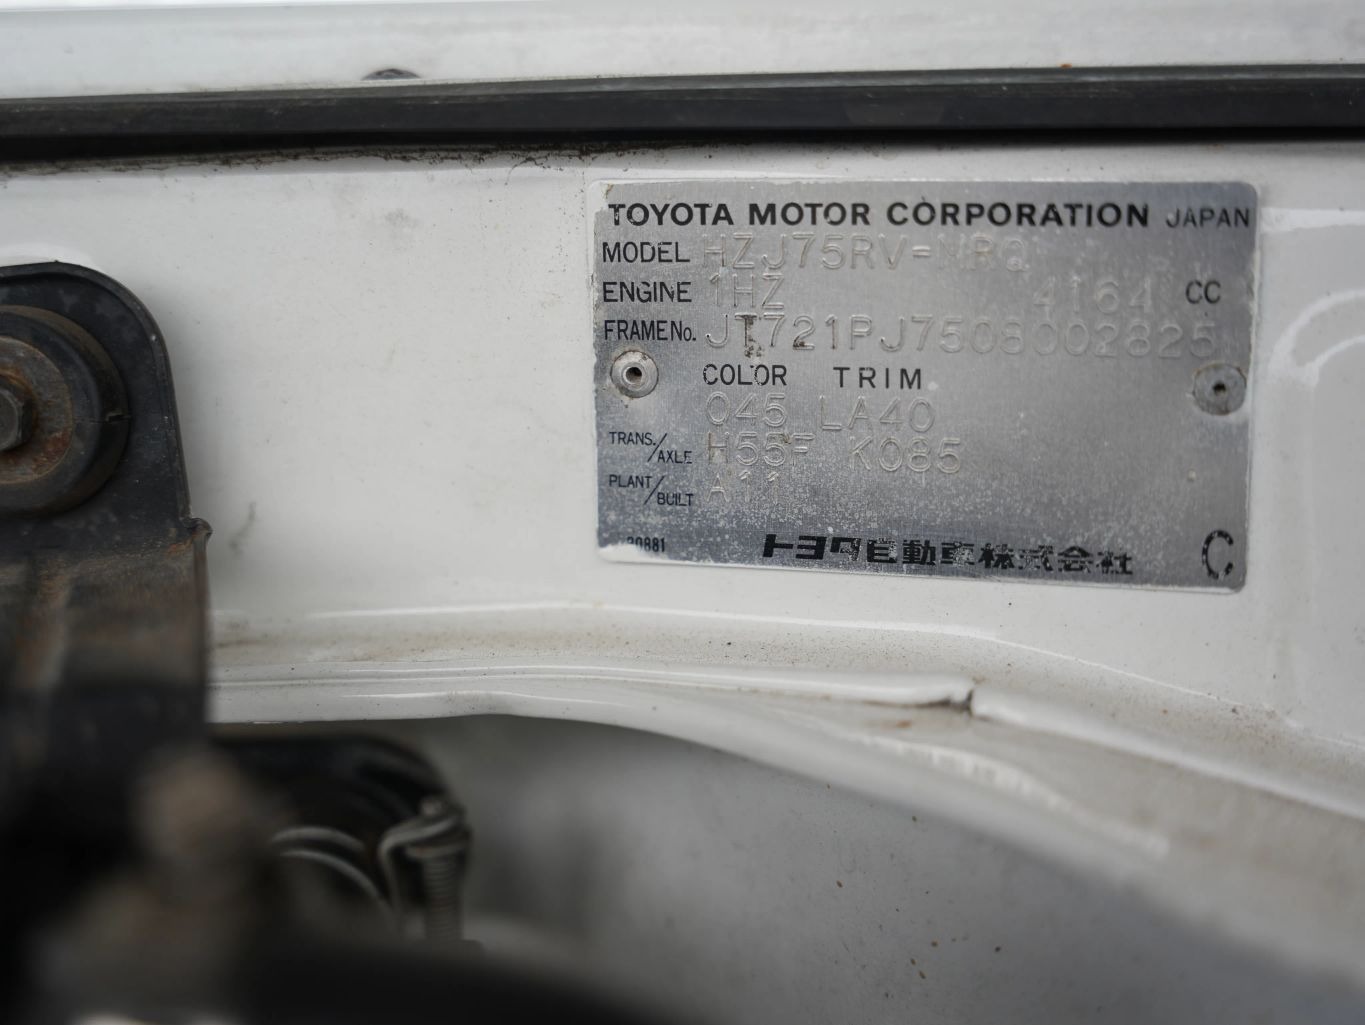 TOYOTA MOTOR CORPORATION JAPAN
MODEL HZJ75RV-NRQ
ENGINE 1HZ 4164 CC
FRAME No. JT721PJ7508002825
COLOR TRIM
045 LA40
TRANS./AXLE H55F K085
PLANT/BUILT A11
トヨタ自動車株式会社 C